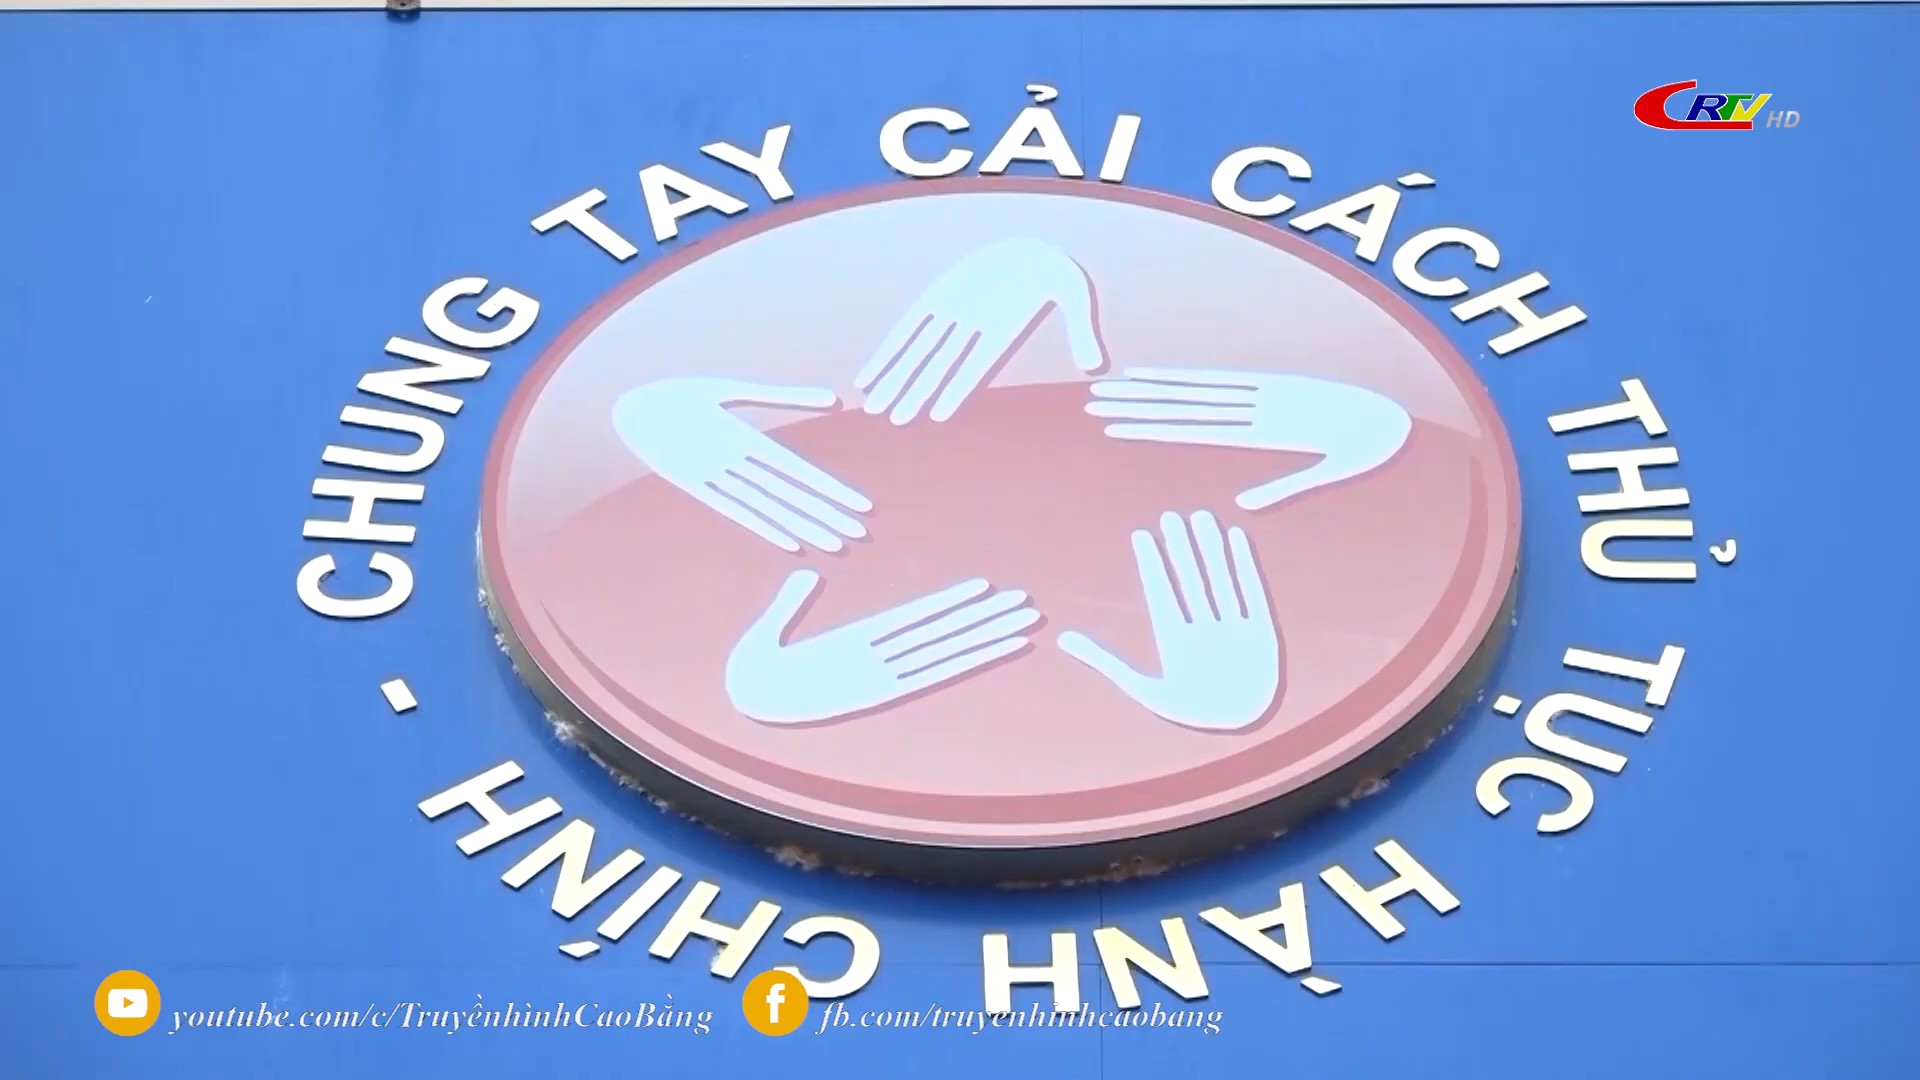 CRTV HD
CHUNG TAY CẢI CÁCH THỦ TỤC HÀNH CHÍNH -
youtube.com/c/TruyềnhìnhCaoBằng
fb.com/truyenhinhcaobang